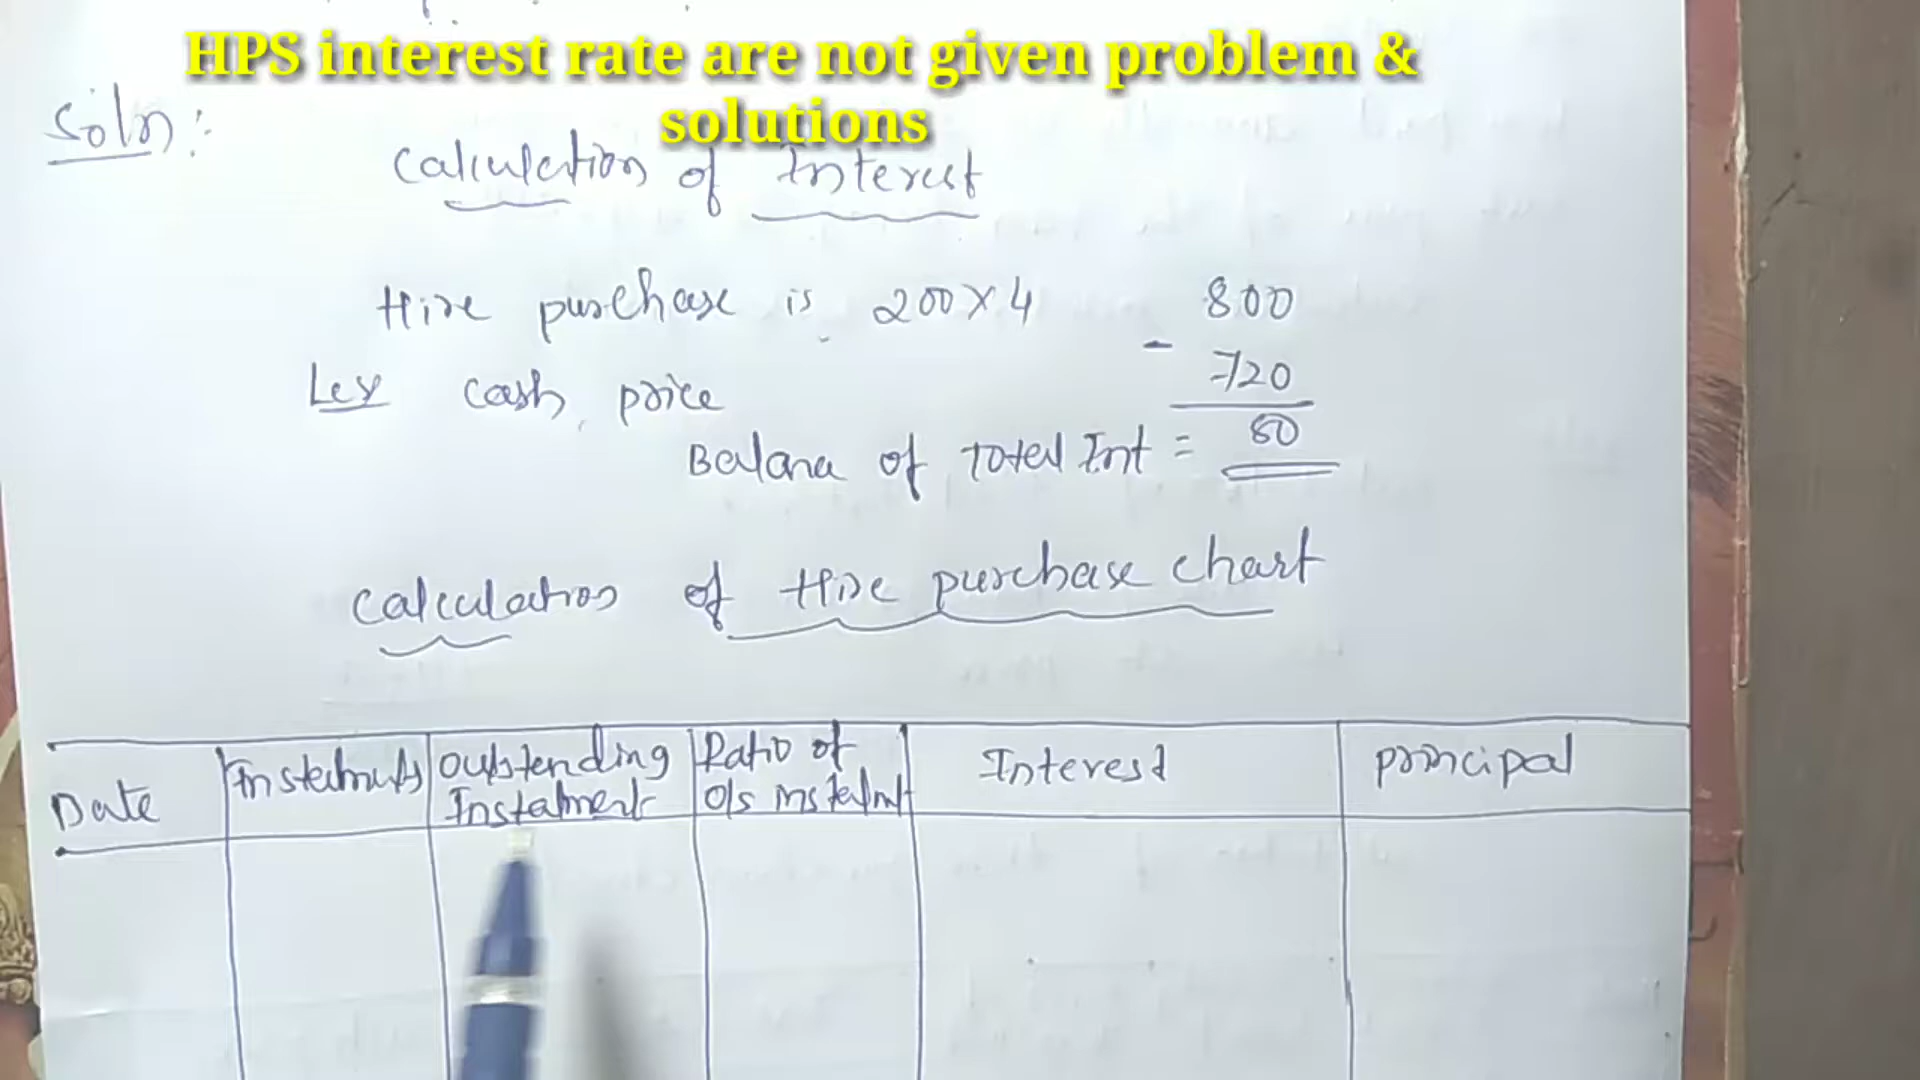 HPS interest rate are not given problem &
solutions
Soln:
Calculation of Interest
Hire purchase is 200 x 4 800
Less cash price - 720
Balance of Total Int = 80
Calculation of Hire purchase chart
Date Instalments Outstanding Instalment Ratio of O/s instalmt Interest principal